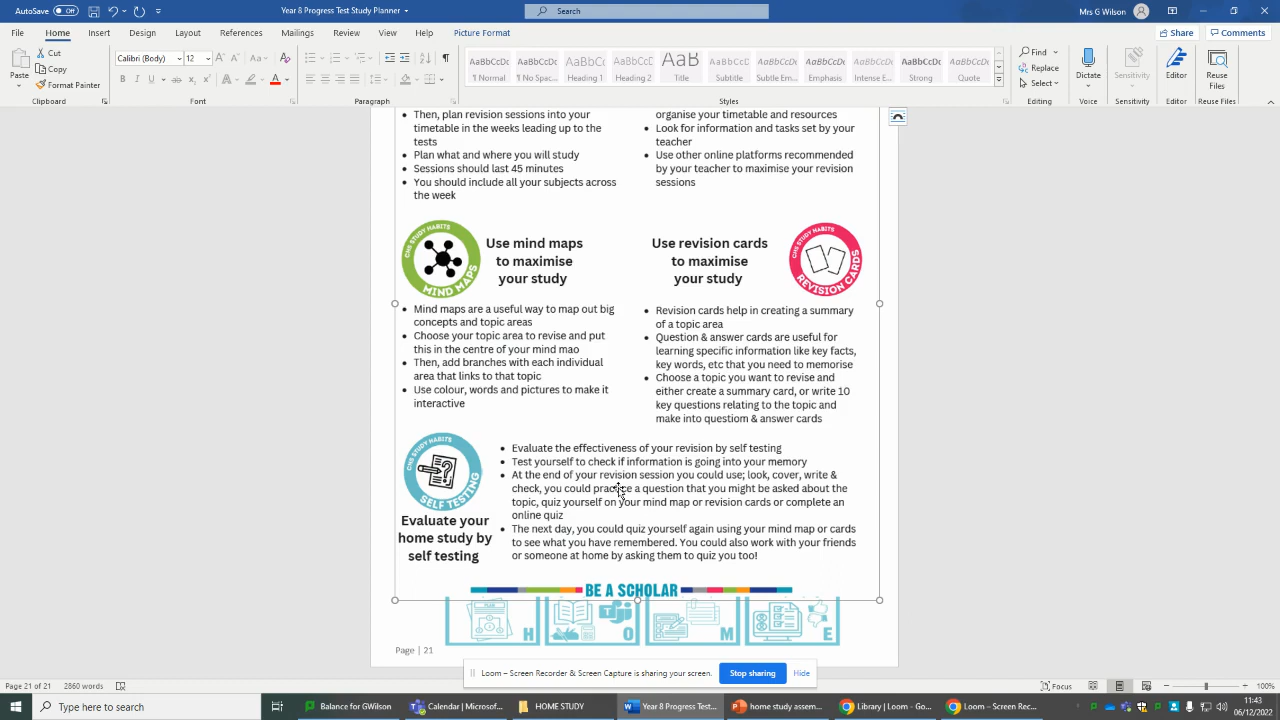 AutoSave Off
Year 8 Progress Test Study Planner
Search
Mrs G Wilson
File Home Insert Design Layout References Mailings Review View Help Picture Format
Share Comments
Paste
Cut
Copy
Format Painter
Clipboard
Calibri (Body) 12
B I U
Font
Paragraph
AaBbCcDc AaBbCcDc AaBbCc AaBbCcC AaB AaBbCcD AaBbCcDc AaBbCcDc AaBbCcDc AaBbCcDc AaBbCcDc
¶ Normal ¶ No Spac... Heading 1 Heading 2 Title Subtitle Subtle Em... Emphasis Intense E... Strong Quote
Styles
Find
Replace
Select
Editing
Dictate
Voice
Sensitivity
Sensitivity
Editor
Editor
Reuse
Files
Reuse Files
Then, plan revision sessions into your
timetable in the weeks leading up to the
tests
Plan what and where you will study
Sessions should last 45 minutes
You should include all your subjects across
the week
organise your timetable and resources
Look for information and tasks set by your
teacher
Use other online platforms recommended
by your teacher to maximise your revision
sessions
CHS STUDY HABITS
MIND MAPS
Use mind maps
to maximise
your study
Use revision cards
to maximise
your study
CHS STUDY HABITS
REVISION CARDS
Mind maps are a useful way to map out big
concepts and topic areas
Choose your topic area to revise and put
this in the centre of your mind mao
Then, add branches with each individual
area that links to that topic
Use colour, words and pictures to make it
interactive
Revision cards help in creating a summary
of a topic area
Question & answer cards are useful for
learning specific information like key facts,
key words, etc that you need to memorise
Choose a topic you want to revise and
either create a summary card, or write 10
key questions relating to the topic and
make into questiom & answer cards
CHS STUDY HABITS
SELF TESTING
Evaluate your
home study by
self testing
Evaluate the effectiveness of your revision by self testing
Test yourself to check if information is going into your memory
At the end of your revision session you could use; look, cover, write &
check, you could practice a question that you might be asked about the
topic, quiz yourself on your mind map or revision cards or complete an
online quiz
The next day, you could quiz yourself again using your mind map or cards
to see what you have remembered. You could also work with your friends
or someone at home by asking them to quiz you too!
BE A SCHOLAR
PLAN
H O M E
Page | 21
Loom – Screen Recorder & Screen Capture is sharing your screen. Stop sharing Hide
Page 21 of 21 2860 words
Focus
100%
Type here to search
Balance for GWilson
Calendar | Microsof...
HOME STUDY
Year 8 Progress Tes...
home study assem...
Library | Loom - Goo...
Loom – Screen Rec...
11:43
06/12/2022